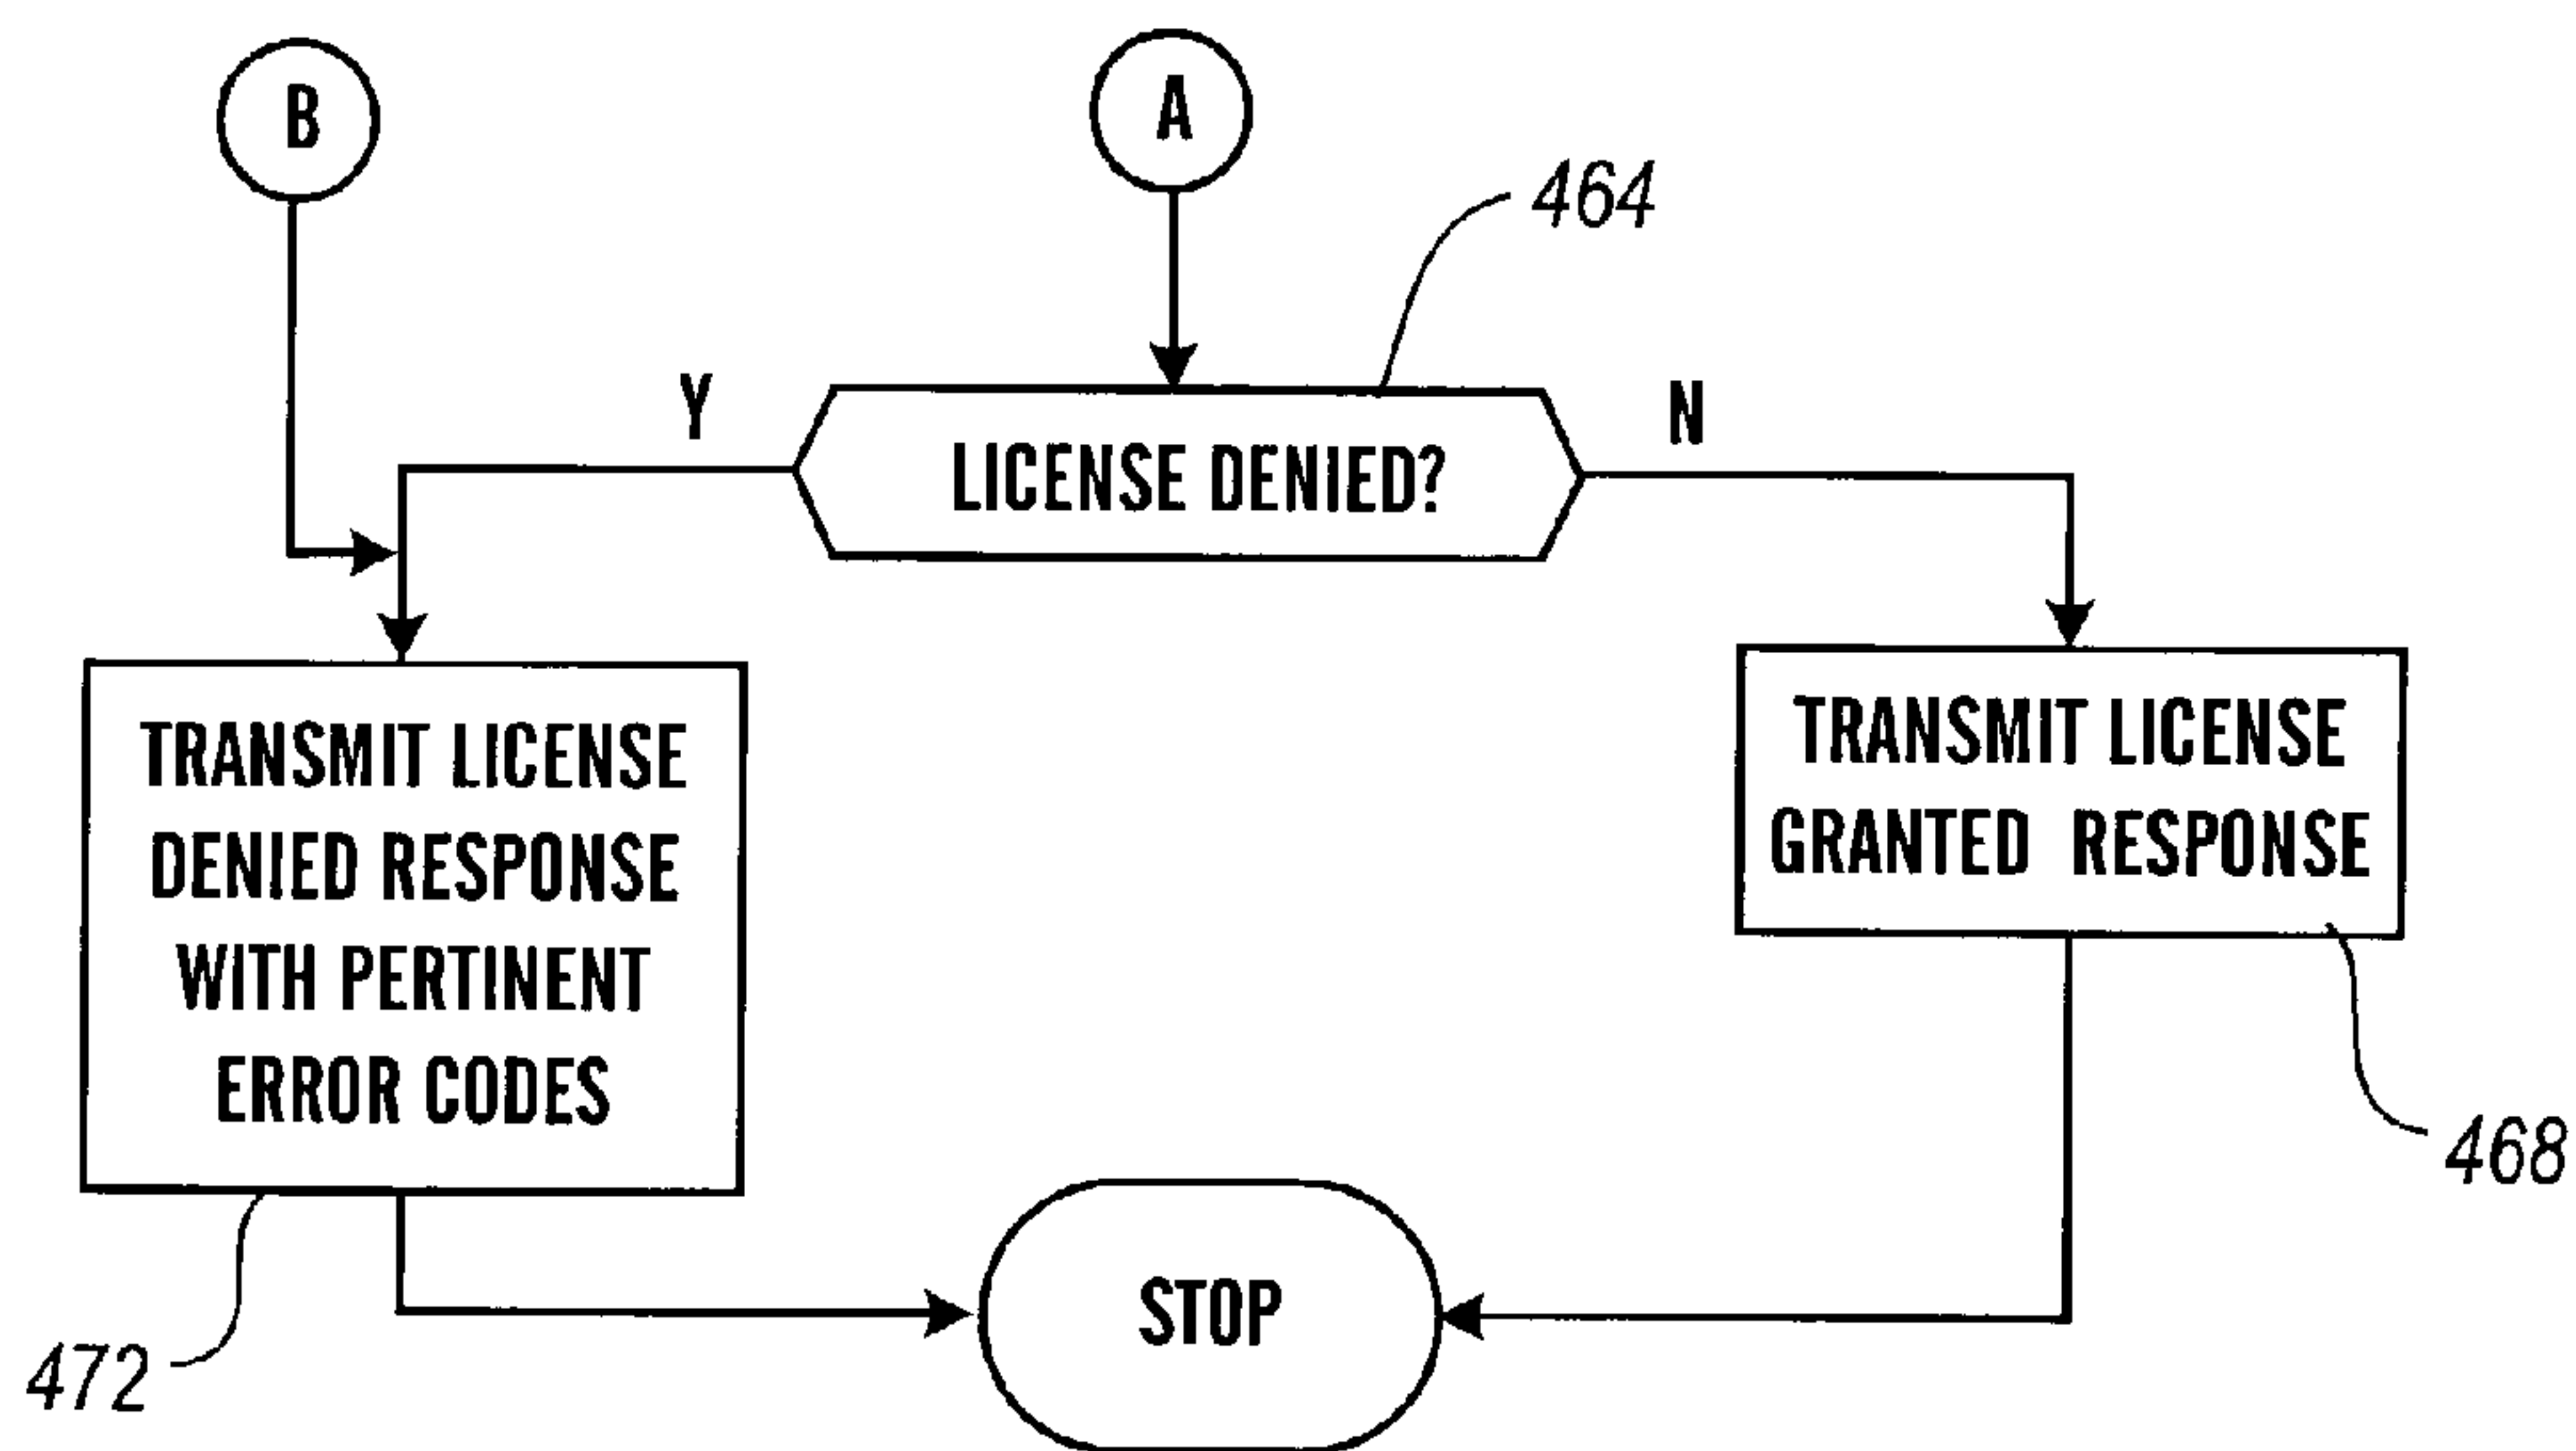 B
A
464
Y
N
LICENSE DENIED?
TRANSMIT LICENSE
DENIED RESPONSE
WITH PERTINENT
ERROR CODES
TRANSMIT LICENSE
GRANTED RESPONSE
468
STOP
472